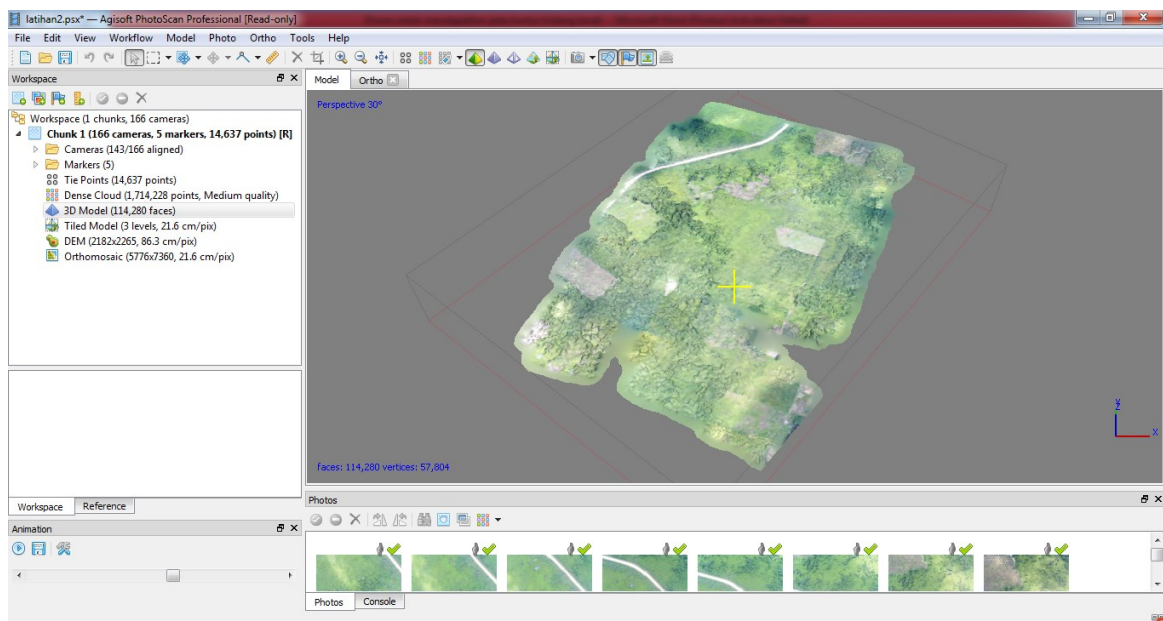 latihan2.psx* — Agisoft PhotoScan Professional [Read-only]
File Edit View Workflow Model Photo Ortho Tools Help
Workspace
Model Ortho
Perspective 30°
Workspace (1 chunks, 166 cameras)
Chunk 1 (166 cameras, 5 markers, 14,637 points) [R]
Cameras (143/166 aligned)
Markers (5)
Tie Points (14,637 points)
Dense Cloud (1,714,228 points, Medium quality)
3D Model (114,280 faces)
Tiled Model (3 levels, 21.6 cm/pix)
DEM (2182x2265, 86.3 cm/pix)
Orthomosaic (5776x7360, 21.6 cm/pix)
X
faces: 114,280 vertices: 57,804
Workspace Reference
Photos
Animation
Photos Console